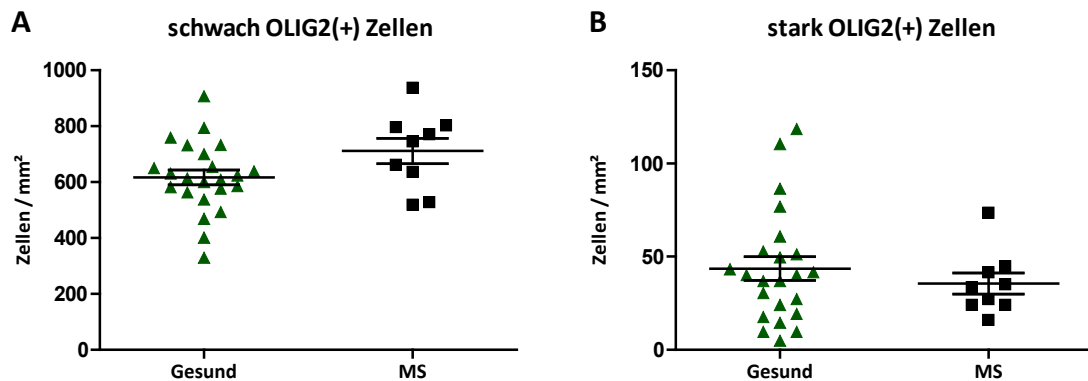 A
schwach OLIG2(+) Zellen
1000
800
600
400
200
0
Zellen / mm²
Gesund
MS
B
stark OLIG2(+) Zellen
150
100
50
0
Zellen / mm²
Gesund
MS